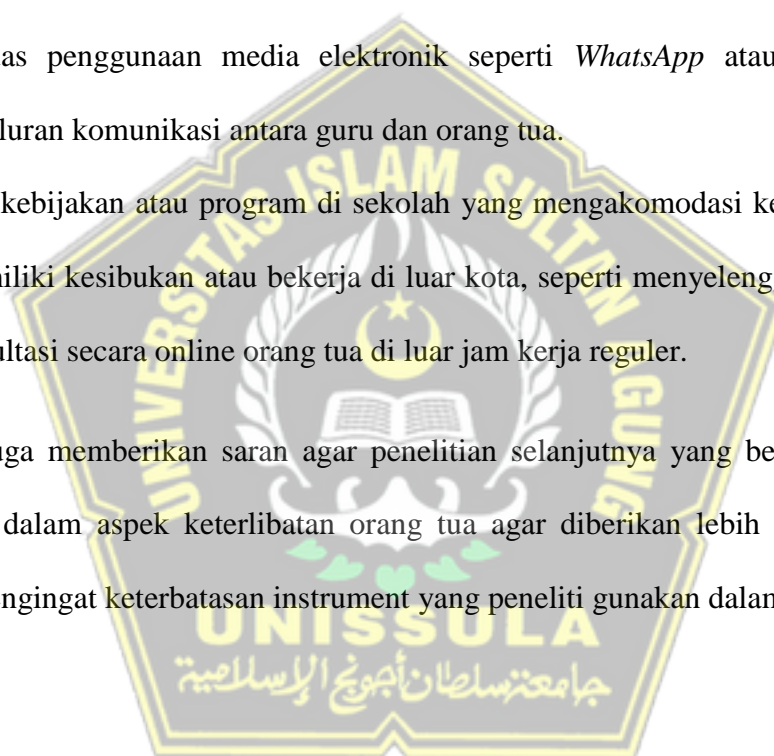 as penggunaan media elektronik seperti WhatsApp atau
luran komunikasi antara guru dan orang tua.
UNIVERSITAS ISLAM SULTAN AGUNG
kebijakan atau program di sekolah yang mengakomodasi ke
iliki kesibukan atau bekerja di luar kota, seperti menyeleng
ultasi secara online orang tua di luar jam kerja reguler.
uga memberikan saran agar penelitian selanjutnya yang be
dalam aspek keterlibatan orang tua agar diberikan lebih
engingat keterbatasan instrument yang peneliti gunakan dalam
UNISSULA
جامعة سلطان أجونج الإسلامية